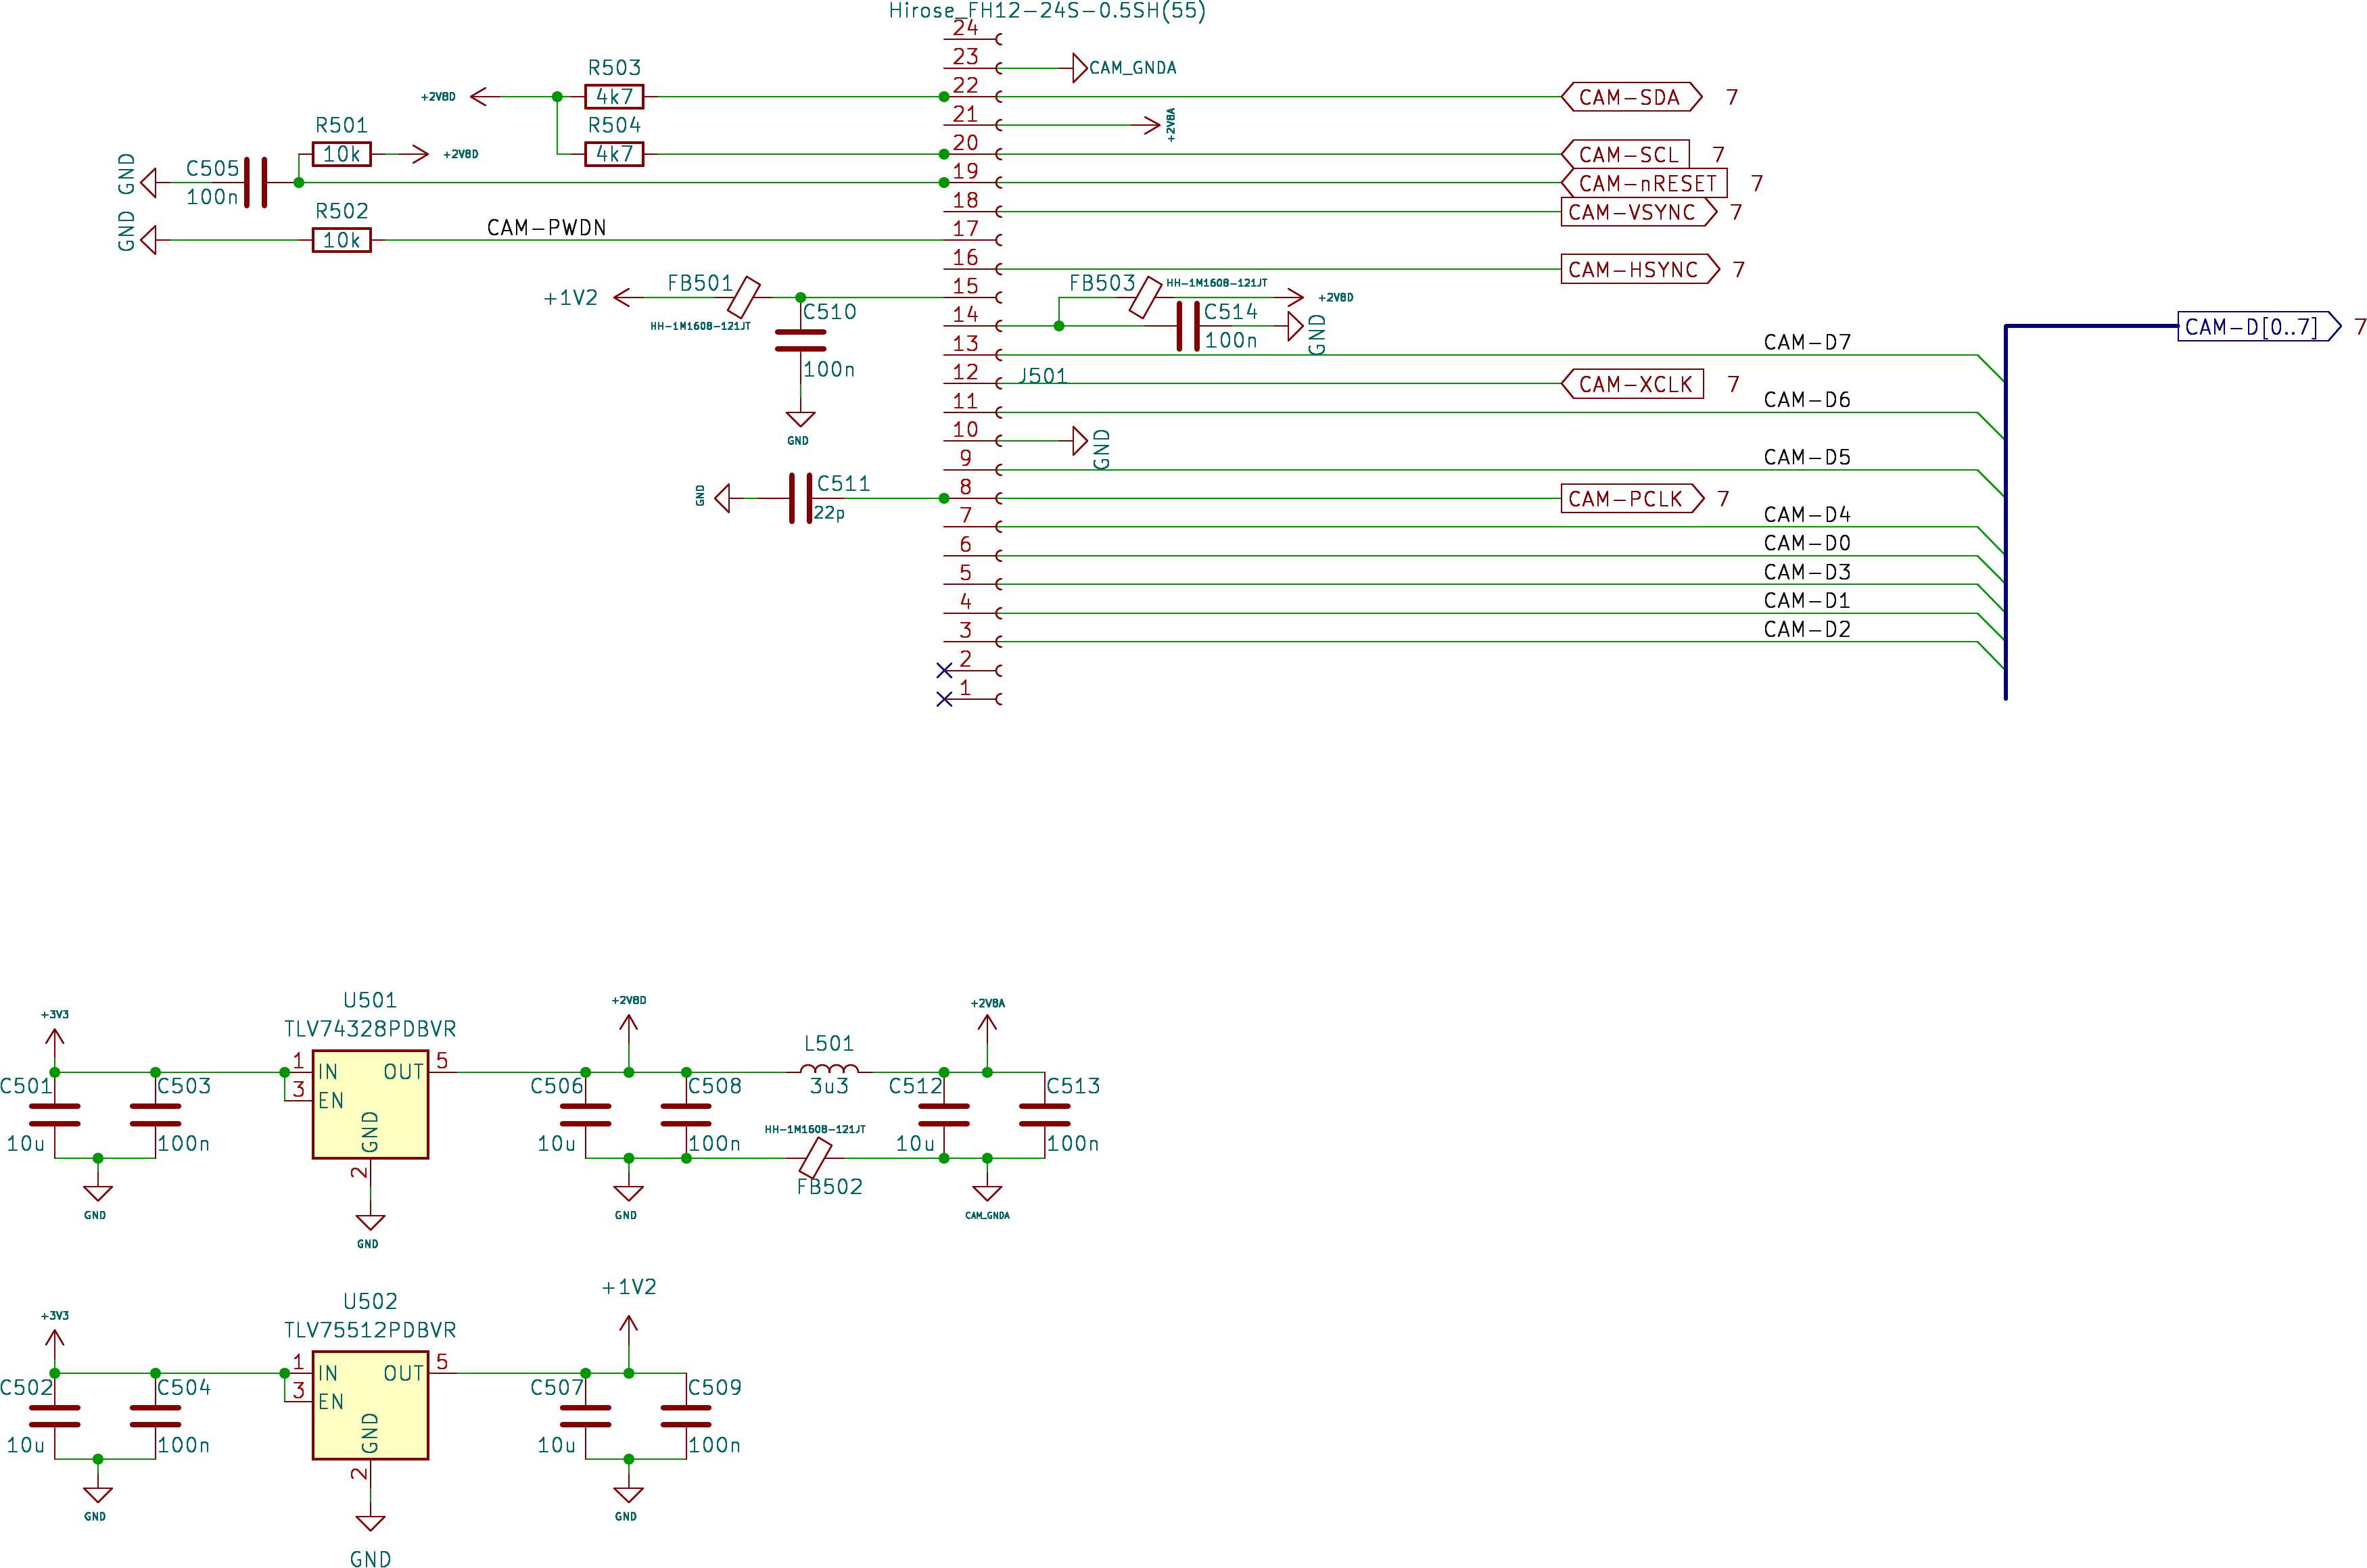 Hirose_FH12-24S-0.5SH(55)
24
23
CAM_GNDA
R503
22
+2V8D
4k7
CAM-SDA 7
R501
R504
21
+2V8A
GND
C505
10k
+2V8D
4k7
20
CAM-SCL 7
100n
19
CAM-nRESET 7
GND
R502
18
CAM-VSYNC 7
10k
CAM-PWDN
17
16
CAM-HSYNC 7
+1V2
FB501
HH-1M1608-121JT
15
FB503
HH-1M1608-121JT
+2V8D
C510
100n
GND
14
C514
100n
GND
CAM-D[0..7] 7
13
CAM-D7
12
J501
CAM-XCLK 7
11
CAM-D6
10
GND
9
CAM-D5
GND
C511
22p
8
CAM-PCLK 7
7
CAM-D4
6
CAM-D0
5
CAM-D3
4
CAM-D1
3
CAM-D2
2
1
+3V3
U501
TLV74328PDBVR
+2V8D
+2V8A
L501
3u3
1
IN
OUT
5
3
EN
GND
2
C501
10u
C503
100n
C506
10u
C508
100n
HH-1M1608-121JT
FB502
C512
10u
C513
100n
GND
GND
GND
CAM_GNDA
+3V3
U502
TLV75512PDBVR
+1V2
1
IN
OUT
5
3
EN
GND
2
C502
10u
C504
100n
C507
10u
C509
100n
GND
GND
GND